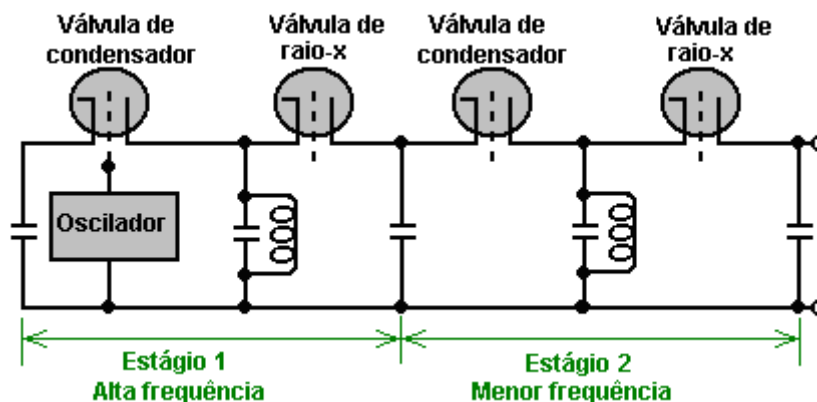 Válvula de
condensador
Válvula de
raio-x
Válvula de
condensador
Válvula de
raio-x
Oscilador
Estágio 1
Alta frequência
Estágio 2
Menor frequência